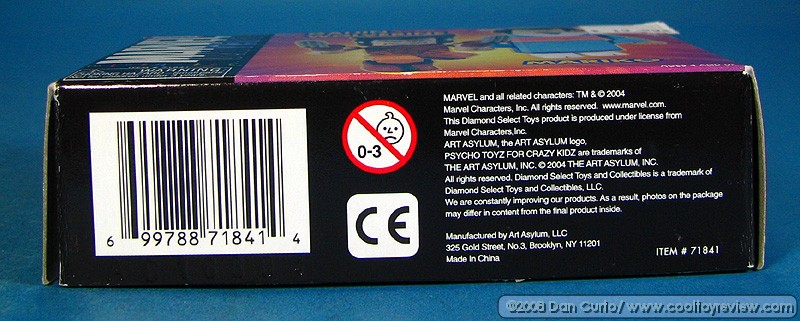 WARNING:
MARIKO
MARVEL and all related characters: TM & © 2004
Marvel Characters, Inc. All rights reserved. www.marvel.com.
This Diamond Select Toys product is produced under license from
Marvel Characters,Inc.
ART ASYLUM, the ART ASYLUM logo,
PSYCHO TOYZ FOR CRAZY KIDZ are trademarks of
THE ART ASYLUM, INC. © 2004 THE ART ASYLUM, INC.
All rights reserved. Diamond Select Toys and Collectibles is a trademark of
Diamond Select Toys and Collectibles, LLC.
We are constantly improving our products. As a result, photos on the package
may differ in content from the final product inside.
0-3
CE
6 99788 71841 4
Manufactured by Art Asylum, LLC
325 Gold Street, No.3, Brooklyn, NY 11201
Made In China
ITEM # 71841
©2008 Dan Curto/ www.cooltoyreview.com